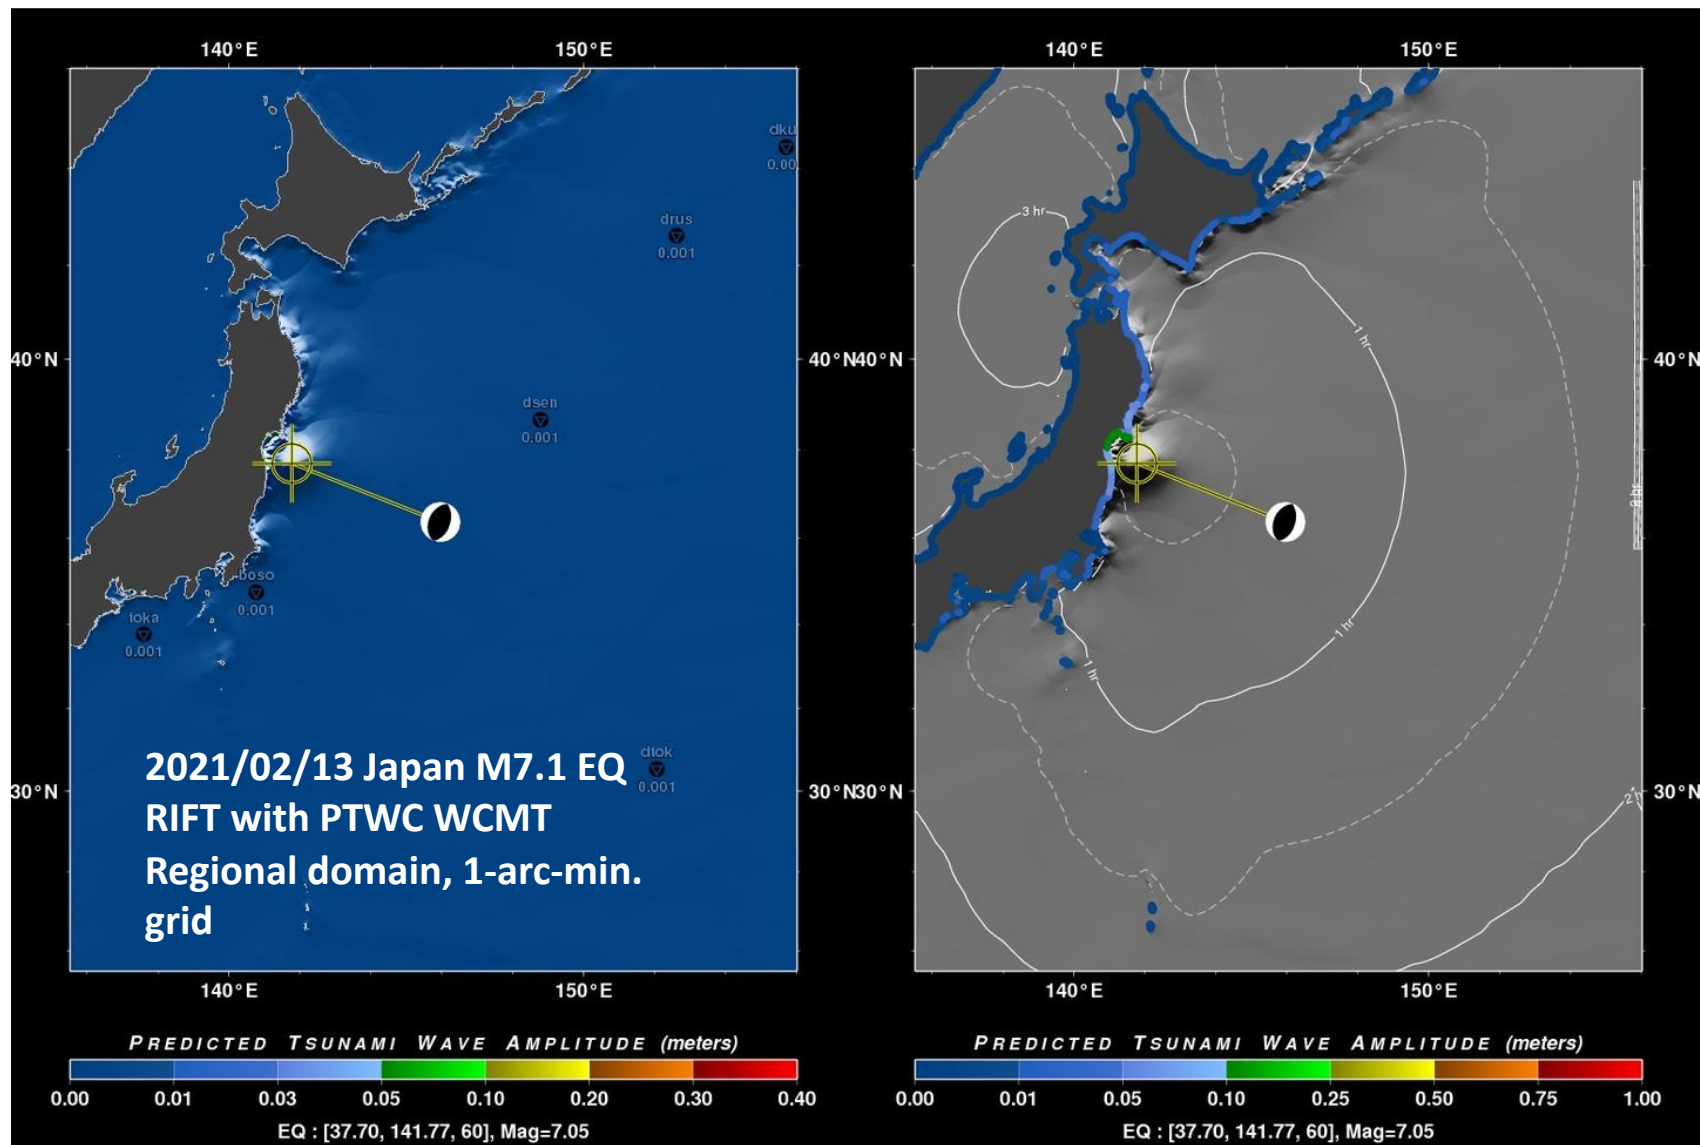 140°E 150°E 140°E 150°E
dku
0.00
drus
0.001
3 hr
40°N 40°N 40°N 40°N
1 hr
dsen
0.001
2 hr
boso
0.001
toka
0.001
1 hr
1 hr
dtok
0.001
2021/02/13 Japan M7.1 EQ
RIFT with PTWC WCMT
Regional domain, 1-arc-min.
grid
30°N 30°N 30°N 30°N
2 h
140°E 150°E 140°E 150°E
PREDICTED TSUNAMI WAVE AMPLITUDE (meters)
0.00 0.01 0.03 0.05 0.10 0.20 0.30 0.40
EQ : [37.70, 141.77, 60], Mag=7.05
PREDICTED TSUNAMI WAVE AMPLITUDE (meters)
0.00 0.01 0.05 0.10 0.25 0.50 0.75 1.00
EQ : [37.70, 141.77, 60], Mag=7.05